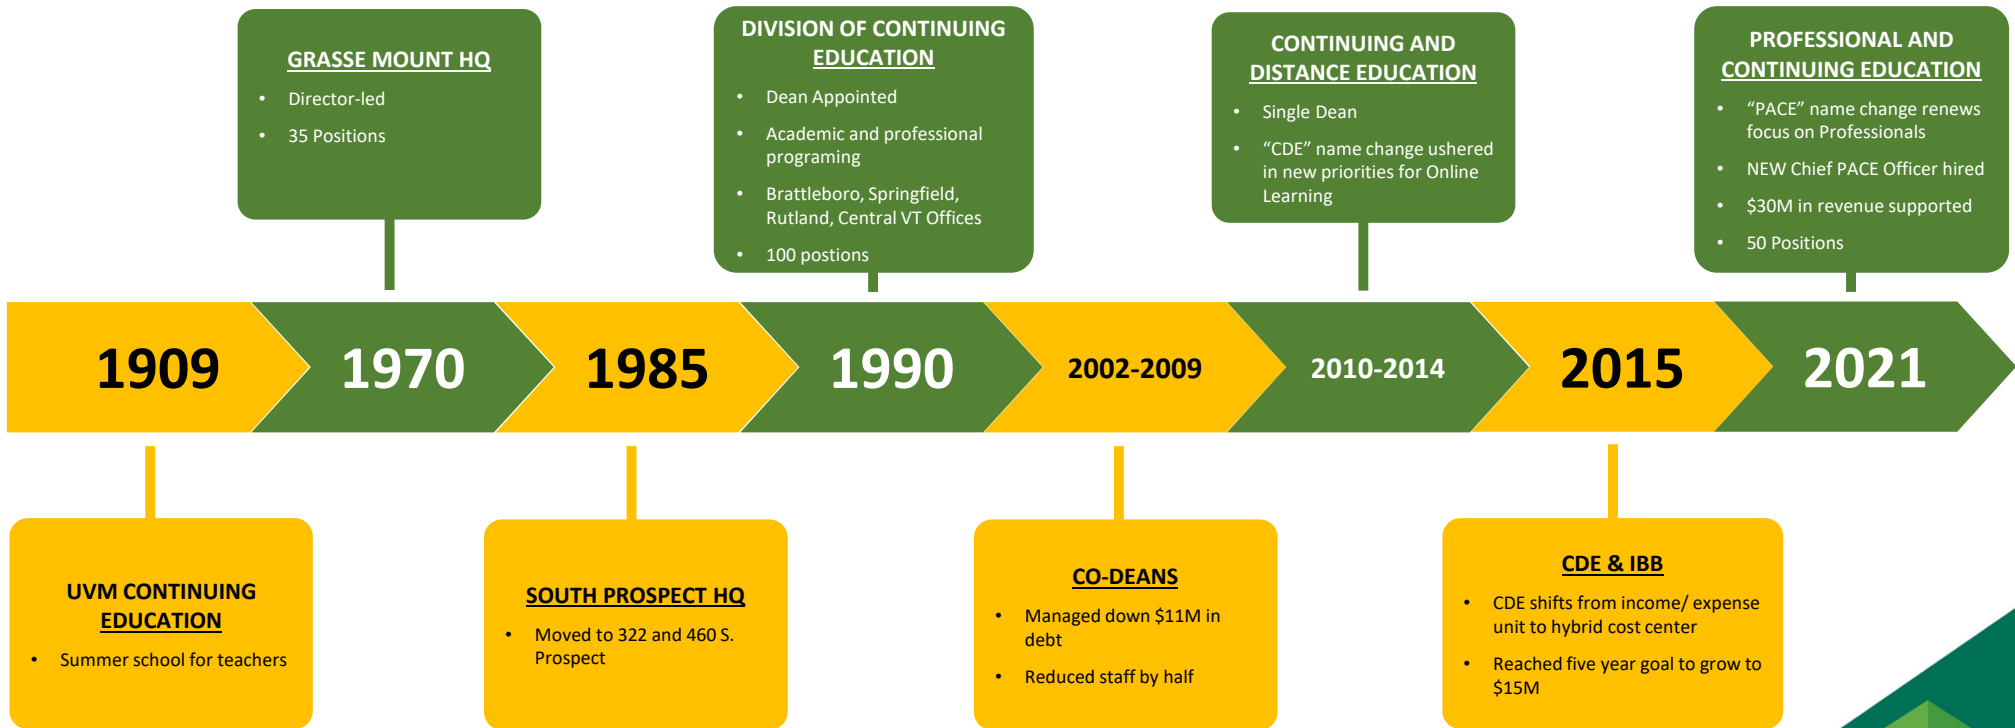 GRASSE MOUNT HQ
• Director-led
• 35 Positions
DIVISION OF CONTINUING
EDUCATION
• Dean Appointed
• Academic and professional
programing
• Brattleboro, Springfield,
Rutland, Central VT Offices
• 100 postions
CONTINUING AND
DISTANCE EDUCATION
• Single Dean
• “CDE” name change ushered
in new priorities for Online
Learning
PROFESSIONAL AND
CONTINUING EDUCATION
• “PACE” name change renews
focus on Professionals
• NEW Chief PACE Officer hired
• $30M in revenue supported
• 50 Positions
1909
1970
1985
1990
2002-2009
2010-2014
2015
2021
UVM CONTINUING
EDUCATION
• Summer school for teachers
SOUTH PROSPECT HQ
• Moved to 322 and 460 S.
Prospect
CO-DEANS
• Managed down $11M in
debt
• Reduced staff by half
CDE & IBB
• CDE shifts from income/ expense
unit to hybrid cost center
• Reached five year goal to grow to
$15M